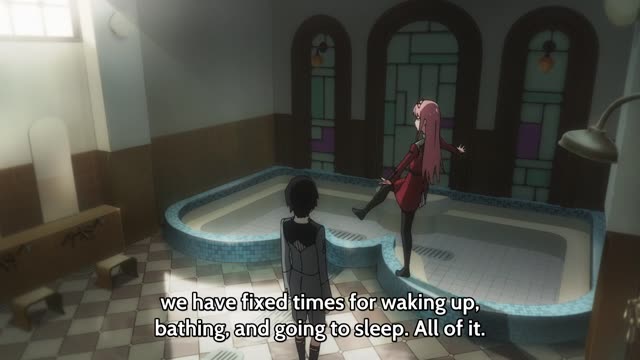 we have fixed times for waking up,
bathing, and going to sleep. All of it.